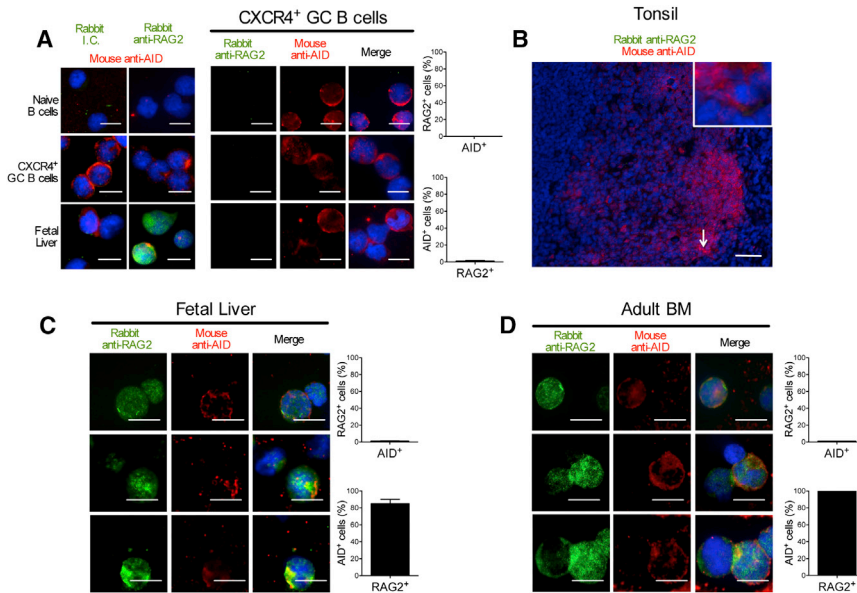 A
Rabbit
I.C.
Rabbit
anti-RAG2
Mouse anti-AID
Naive
B cells
CXCR4⁺
GC B cells
Fetal
Liver
CXCR4⁺ GC B cells
Rabbit
anti-RAG2
Mouse
anti-AID
Merge
RAG2⁺ cells (%)
100
80
60
40
20
0
AID⁺
AID⁺ cells (%)
100
80
60
40
20
0
RAG2⁺
B
Tonsil
Rabbit anti-RAG2
Mouse anti-AID
C
Fetal Liver
Rabbit
anti-RAG2
Mouse
anti-AID
Merge
RAG2⁺ cells (%)
100
80
60
40
20
0
AID⁺
AID⁺ cells (%)
100
80
60
40
20
0
RAG2⁺
D
Adult BM
Rabbit
anti-RAG2
Mouse
anti-AID
Merge
RAG2⁺ cells (%)
100
80
60
40
20
0
AID⁺
AID⁺ cells (%)
100
80
60
40
20
0
RAG2⁺